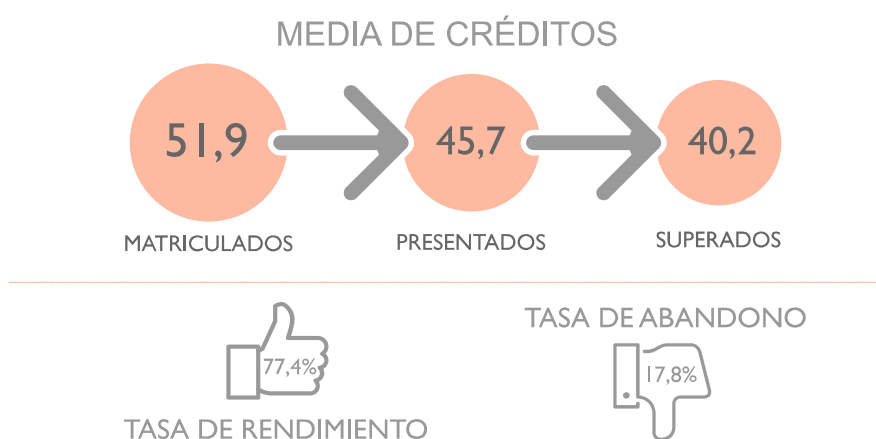 MEDIA DE CRÉDITOS
51,9
45,7
40,2
MATRICULADOS
PRESENTADOS
SUPERADOS
77,4%
TASA DE RENDIMIENTO
TASA DE ABANDONO
17,8%